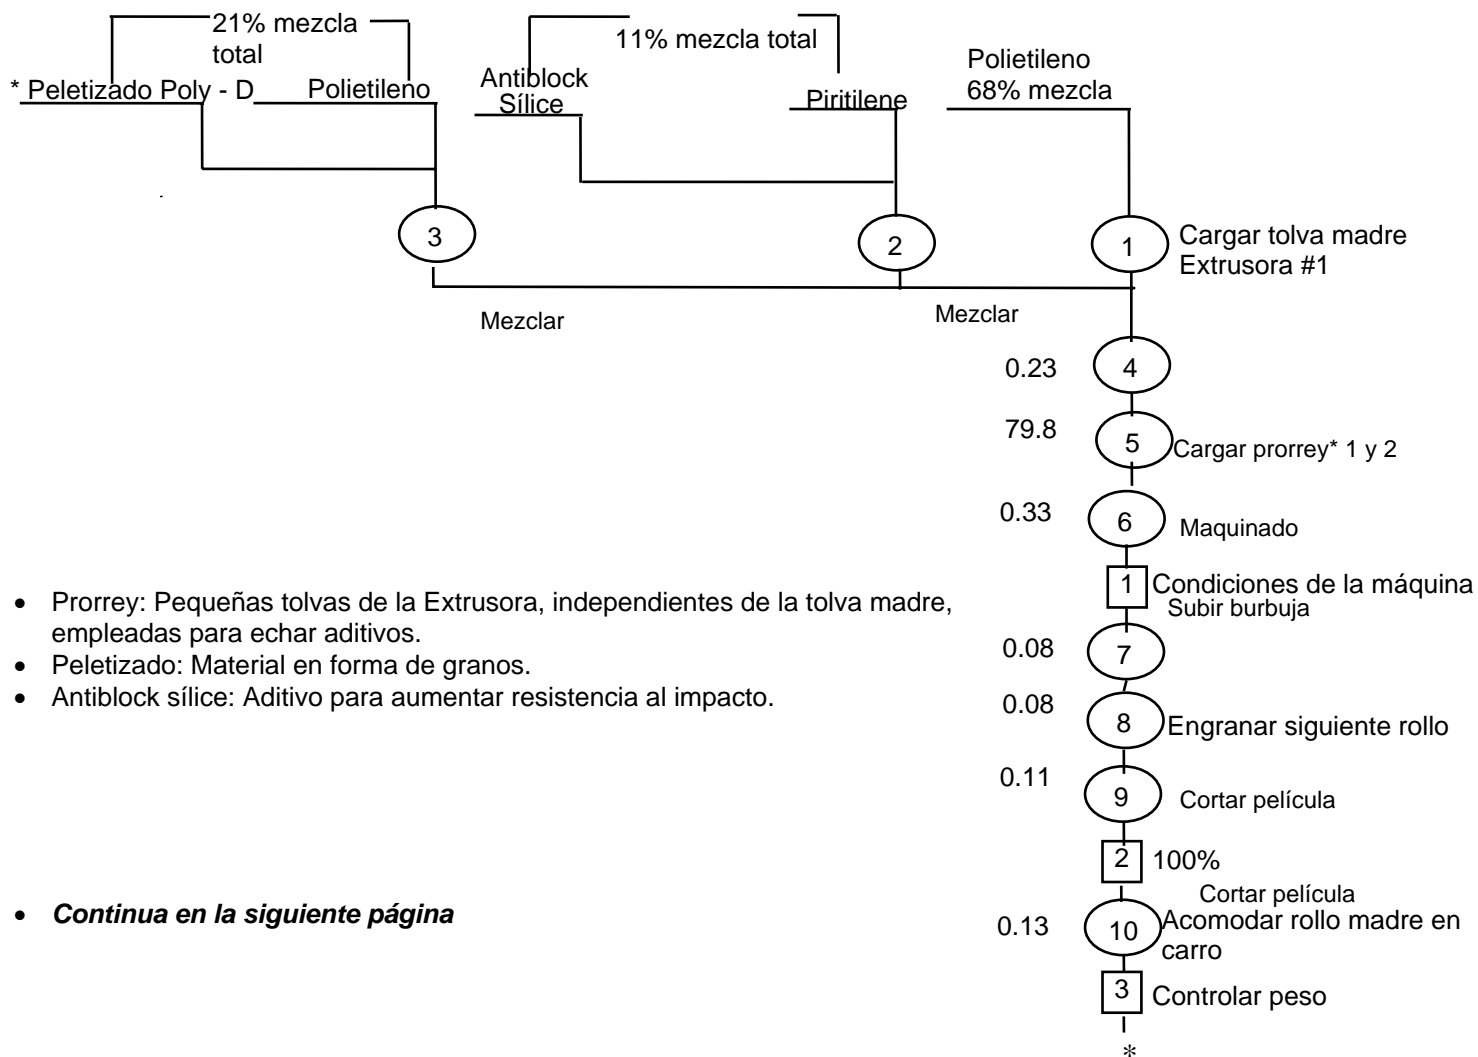 21% mezcla
total
11% mezcla total
Polietileno
68% mezcla
* Peletizado Poly - D
Polietileno
Antiblock
Sílice
Piritilene
3
2
1
Cargar tolva madre
Extrusora #1
Mezclar
Mezclar
0.23
4
79.8
5
Cargar prorrey* 1 y 2
0.33
6
Maquinado
1
Condiciones de la máquina
Subir burbuja
• Prorrey: Pequeñas tolvas de la Extrusora, independientes de la tolva madre,
empleadas para echar aditivos.
• Peletizado: Material en forma de granos.
• Antiblock sílice: Aditivo para aumentar resistencia al impacto.
0.08
7
0.08
8
Engranar siguiente rollo
0.11
9
Cortar película
2
100%
Cortar película
• Continua en la siguiente página
0.13
10
Acomodar rollo madre en
carro
3
Controlar peso
*